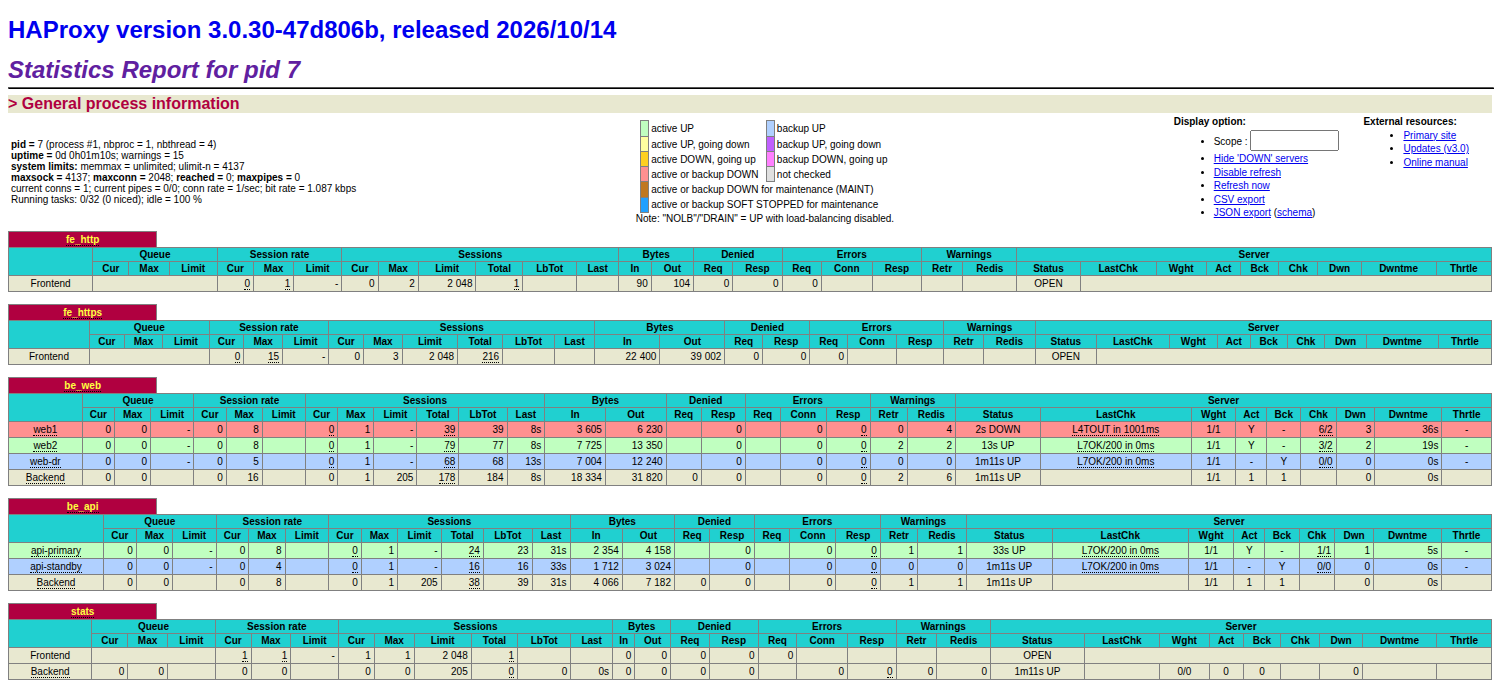 HAProxy version 3.0.30-47d806b, released 2026/10/14
Statistics Report for pid 7
> General process information
pid = 7 (process #1, nbproc = 1, nbthread = 4)
uptime = 0d 0h01m10s; warnings = 15
system limits: memmax = unlimited; ulimit-n = 4137
maxsock = 4137; maxconn = 2048; reached = 0; maxpipes = 0
current conns = 1; current pipes = 0/0; conn rate = 1/sec; bit rate = 1.087 kbps
Running tasks: 0/32 (0 niced); idle = 100 %
active UP backup UP
active UP, going down backup UP, going down
active DOWN, going up backup DOWN, going up
active or backup DOWN not checked
active or backup DOWN for maintenance (MAINT)
active or backup SOFT STOPPED for maintenance
Note: "NOLB"/"DRAIN" = UP with load-balancing disabled.
Display option:
• Scope :
• Hide 'DOWN' servers
• Disable refresh
• Refresh now
• CSV export
• JSON export (schema)
External resources:
• Primary site
• Updates (v3.0)
• Online manual
fe_http
Queue Session rate Sessions Bytes Denied Errors Warnings Server
Cur Max Limit Cur Max Limit Cur Max Limit Total LbTot Last In Out Req Resp Req Conn Resp Retr Redis Status LastChk Wght Act Bck Chk Dwn Dwntme Thrtle
Frontend 0 1 - 0 2 2 048 1 90 104 0 0 0 OPEN
fe_https
Queue Session rate Sessions Bytes Denied Errors Warnings Server
Cur Max Limit Cur Max Limit Cur Max Limit Total LbTot Last In Out Req Resp Req Conn Resp Retr Redis Status LastChk Wght Act Bck Chk Dwn Dwntme Thrtle
Frontend 0 15 - 0 3 2 048 216 22 400 39 002 0 0 0 OPEN
be_web
Queue Session rate Sessions Bytes Denied Errors Warnings Server
Cur Max Limit Cur Max Limit Cur Max Limit Total LbTot Last In Out Req Resp Req Conn Resp Retr Redis Status LastChk Wght Act Bck Chk Dwn Dwntme Thrtle
web1 0 0 - 0 8 0 1 - 39 39 8s 3 605 6 230 0 0 0 0 4 2s DOWN L4TOUT in 1001ms 1/1 Y - 6/2 3 36s -
web2 0 0 - 0 8 0 1 - 79 77 8s 7 725 13 350 0 0 0 2 2 13s UP L7OK/200 in 0ms 1/1 Y - 3/2 2 19s -
web-dr 0 0 - 0 5 0 1 - 68 68 13s 7 004 12 240 0 0 0 0 0 1m11s UP L7OK/200 in 0ms 1/1 - Y 0/0 0 0s -
Backend 0 0 0 16 0 1 205 178 184 8s 18 334 31 820 0 0 0 0 2 6 1m11s UP 1/1 1 1 0 0s
be_api
Queue Session rate Sessions Bytes Denied Errors Warnings Server
Cur Max Limit Cur Max Limit Cur Max Limit Total LbTot Last In Out Req Resp Req Conn Resp Retr Redis Status LastChk Wght Act Bck Chk Dwn Dwntme Thrtle
api-primary 0 0 - 0 8 0 1 - 24 23 31s 2 354 4 158 0 0 0 1 1 33s UP L7OK/200 in 0ms 1/1 Y - 1/1 1 5s -
api-standby 0 0 - 0 4 0 1 - 16 16 33s 1 712 3 024 0 0 0 0 0 1m11s UP L7OK/200 in 0ms 1/1 - Y 0/0 0 0s -
Backend 0 0 0 8 0 1 205 38 39 31s 4 066 7 182 0 0 0 0 1 1 1m11s UP 1/1 1 1 0 0s
stats
Queue Session rate Sessions Bytes Denied Errors Warnings Server
Cur Max Limit Cur Max Limit Cur Max Limit Total LbTot Last In Out Req Resp Req Conn Resp Retr Redis Status LastChk Wght Act Bck Chk Dwn Dwntme Thrtle
Frontend 1 1 - 1 1 2 048 1 0 0 0 0 0 OPEN
Backend 0 0 0 0 0 0 205 0 0 0s 0 0 0 0 0 0 0 0 1m11s UP 0/0 0 0 0